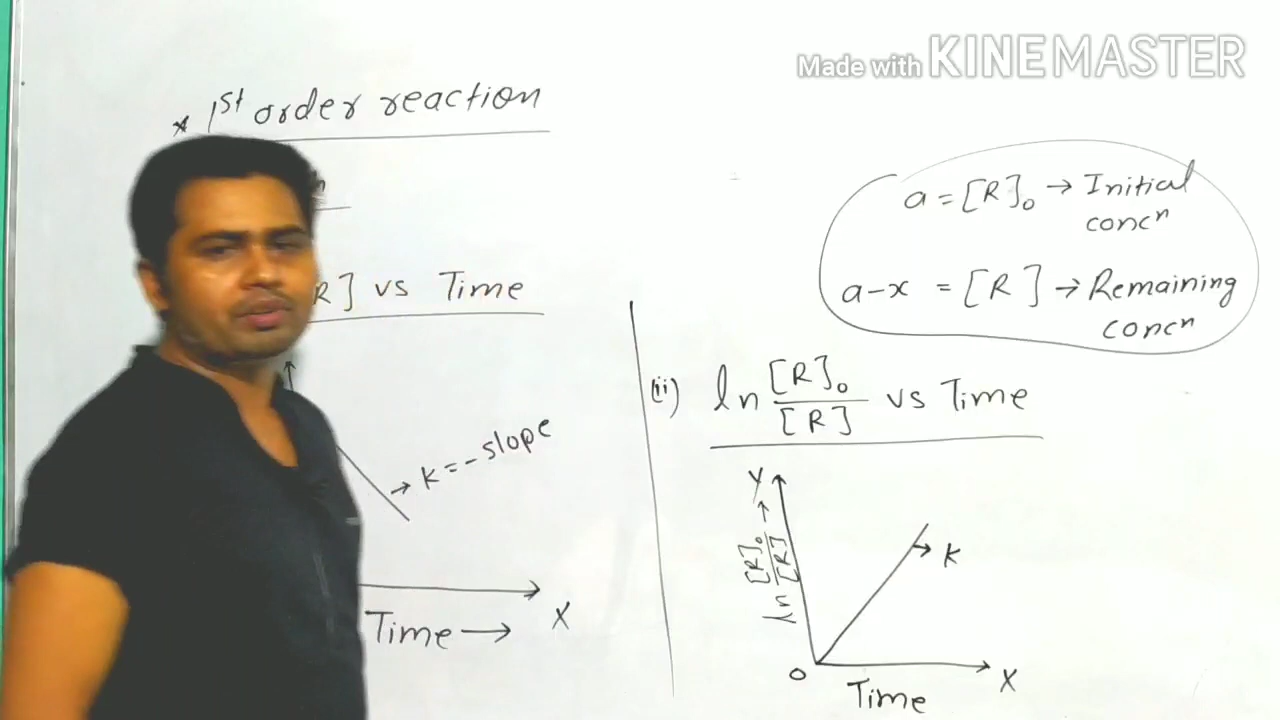 Made with KINEMASTER
* 1st order reaction
R] vs Time
K = -slope
Time → X
a = [R]₀ → Initial
concⁿ
a-x = [R] → Remaining
concⁿ
(ii) ln [R]₀ / [R] vs Time
Y
ln [R]₀ / [R] →
→ K
O
X
Time